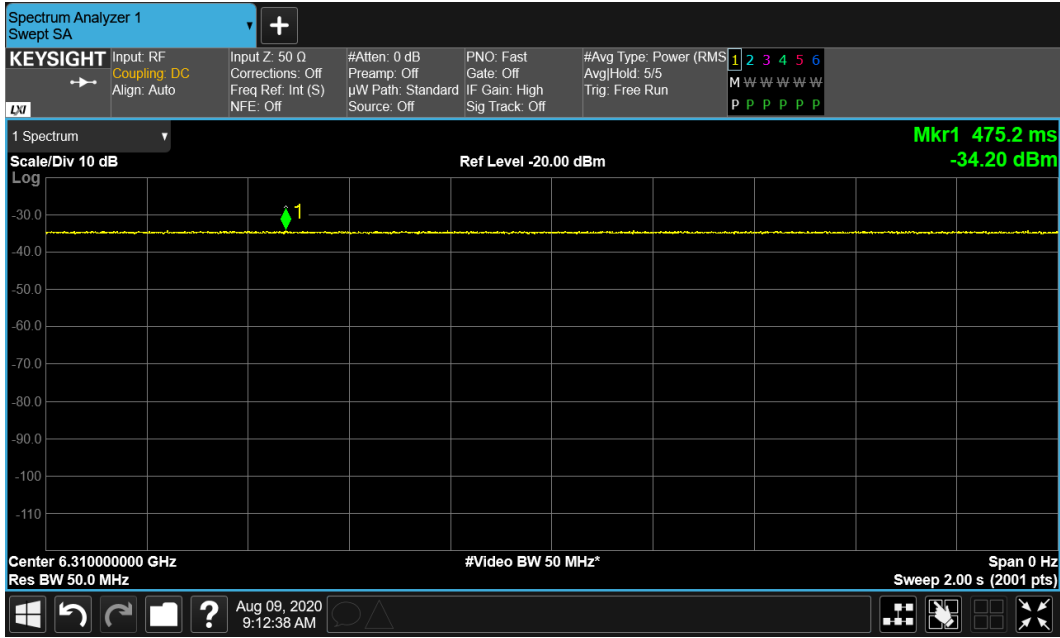 Spectrum Analyzer 1
Swept SA
KEYSIGHT
LXI
Input: RF
Coupling: DC
Align: Auto
Input Z: 50 Ω
Corrections: Off
Freq Ref: Int (S)
NFE: Off
#Atten: 0 dB
Preamp: Off
µW Path: Standard
Source: Off
PNO: Fast
Gate: Off
IF Gain: High
Sig Track: Off
#Avg Type: Power (RMS
Avg|Hold: 5/5
Trig: Free Run
1 2 3 4 5 6
M W W W W W
P P P P P P
1 Spectrum
Scale/Div 10 dB
Ref Level -20.00 dBm
Mkr1 475.2 ms
-34.20 dBm
Log
1
-30.0
-40.0
-50.0
-60.0
-70.0
-80.0
-90.0
-100
-110
Center 6.310000000 GHz
Res BW 50.0 MHz
#Video BW 50 MHz*
Span 0 Hz
Sweep 2.00 s (2001 pts)
?
Aug 09, 2020
9:12:38 AM